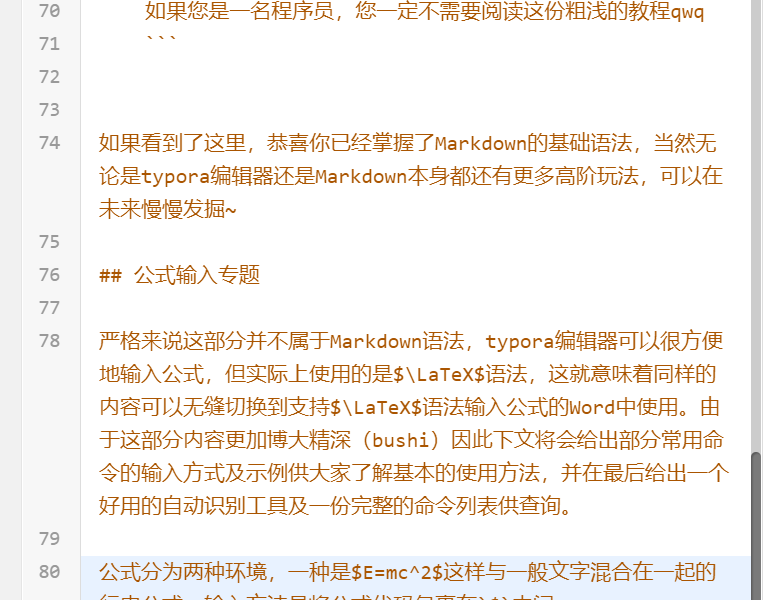 70 如果您是一名程序员，您一定不需要阅读这份粗浅的教程qwq
71 ```
72
73
74 如果看到了这里，恭喜你已经掌握了Markdown的基础语法，当然无
论是typora编辑器还是Markdown本身都还有更多高阶玩法，可以在
未来慢慢发掘~
75
76 ## 公式输入专题
77
78 严格来说这部分并不属于Markdown语法，typora编辑器可以很方便
地输入公式，但实际上使用的是$\LaTeX$语法，这就意味着同样的
内容可以无缝切换到支持$\LaTeX$语法输入公式的Word中使用。由
于这部分内容更加博大精深（bushi）因此下文将会给出部分常用命
令的输入方式及示例供大家了解基本的使用方法，并在最后给出一个
好用的自动识别工具及一份完整的命令列表供查询。
79
80 公式分为两种环境，一种是$E=mc^2$这样与一般文字混合在一起的